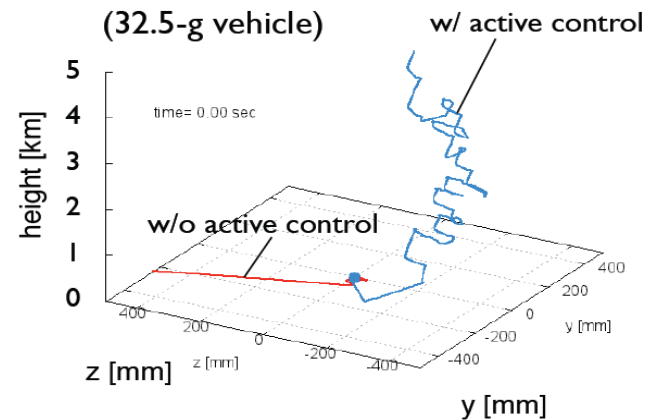 (32.5-g vehicle)
w/ active control
5
4
3
2
1
0
height [km]
time= 0.00 sec
w/o active control
400
200
0
-200
-400
z [mm]
z [mm]
400
200
0
-200
-400
y [mm]
y [mm]